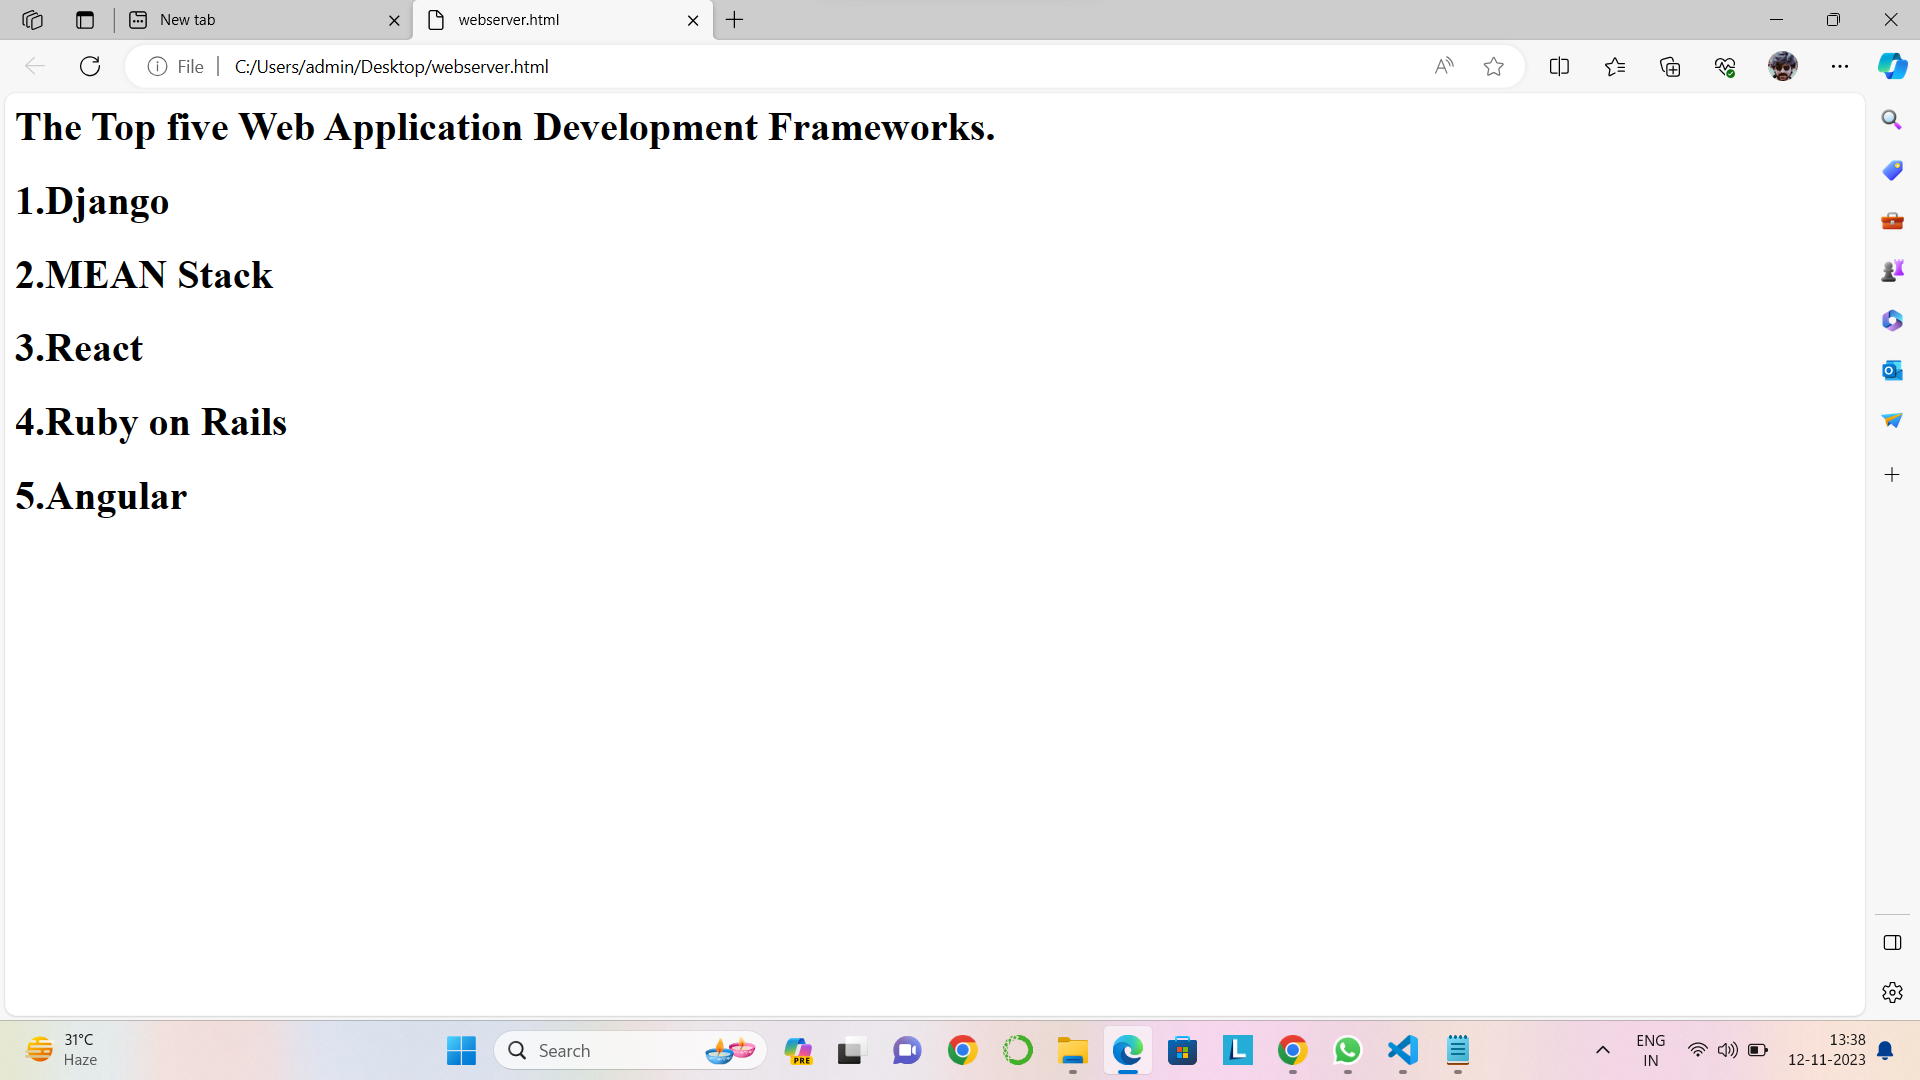 New tab
webserver.html
File
C:/Users/admin/Desktop/webserver.html
The Top five Web Application Development Frameworks.
1.Django
2.MEAN Stack
3.React
4.Ruby on Rails
5.Angular
31°C
Haze
Search
PRE
L
ENG
IN
13:38
12-11-2023